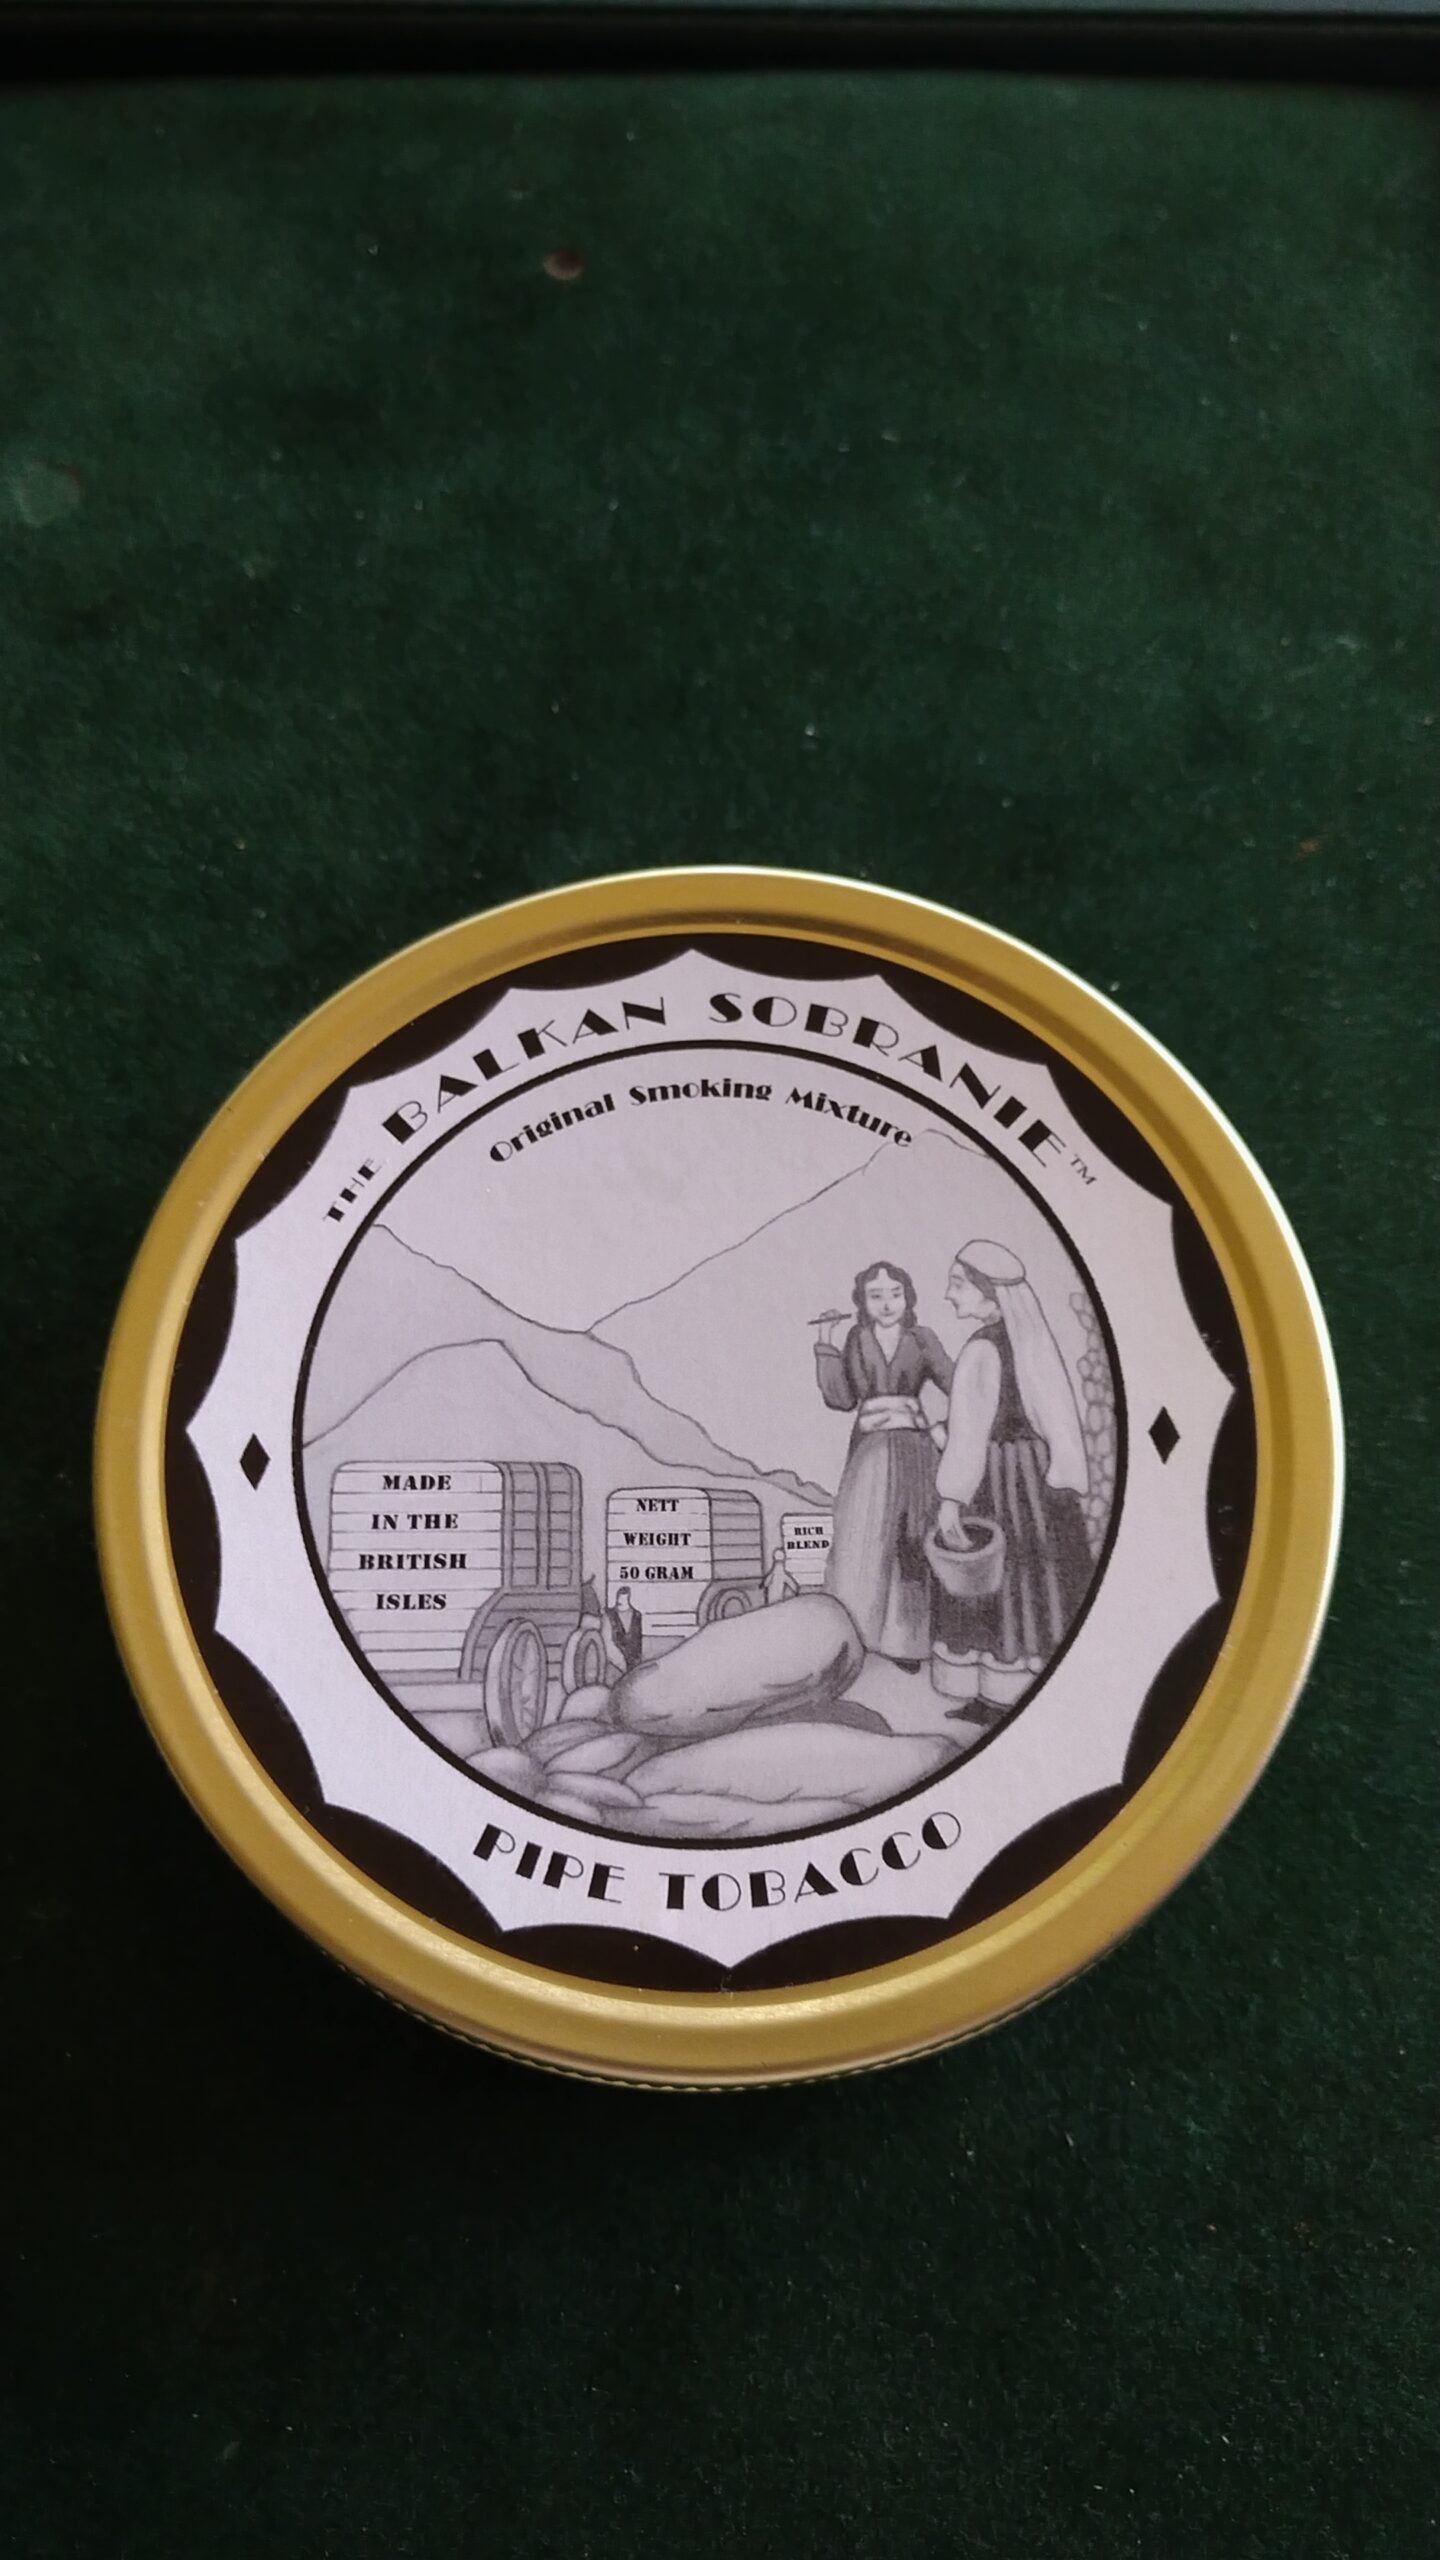 THE BALKAN SOBRANIE™
Original Smoking Mixture
MADE
IN THE
BRITISH
ISLES
NETT
WEIGHT
50 GRAM
RICH
BLEND
PIPE TOBACCO